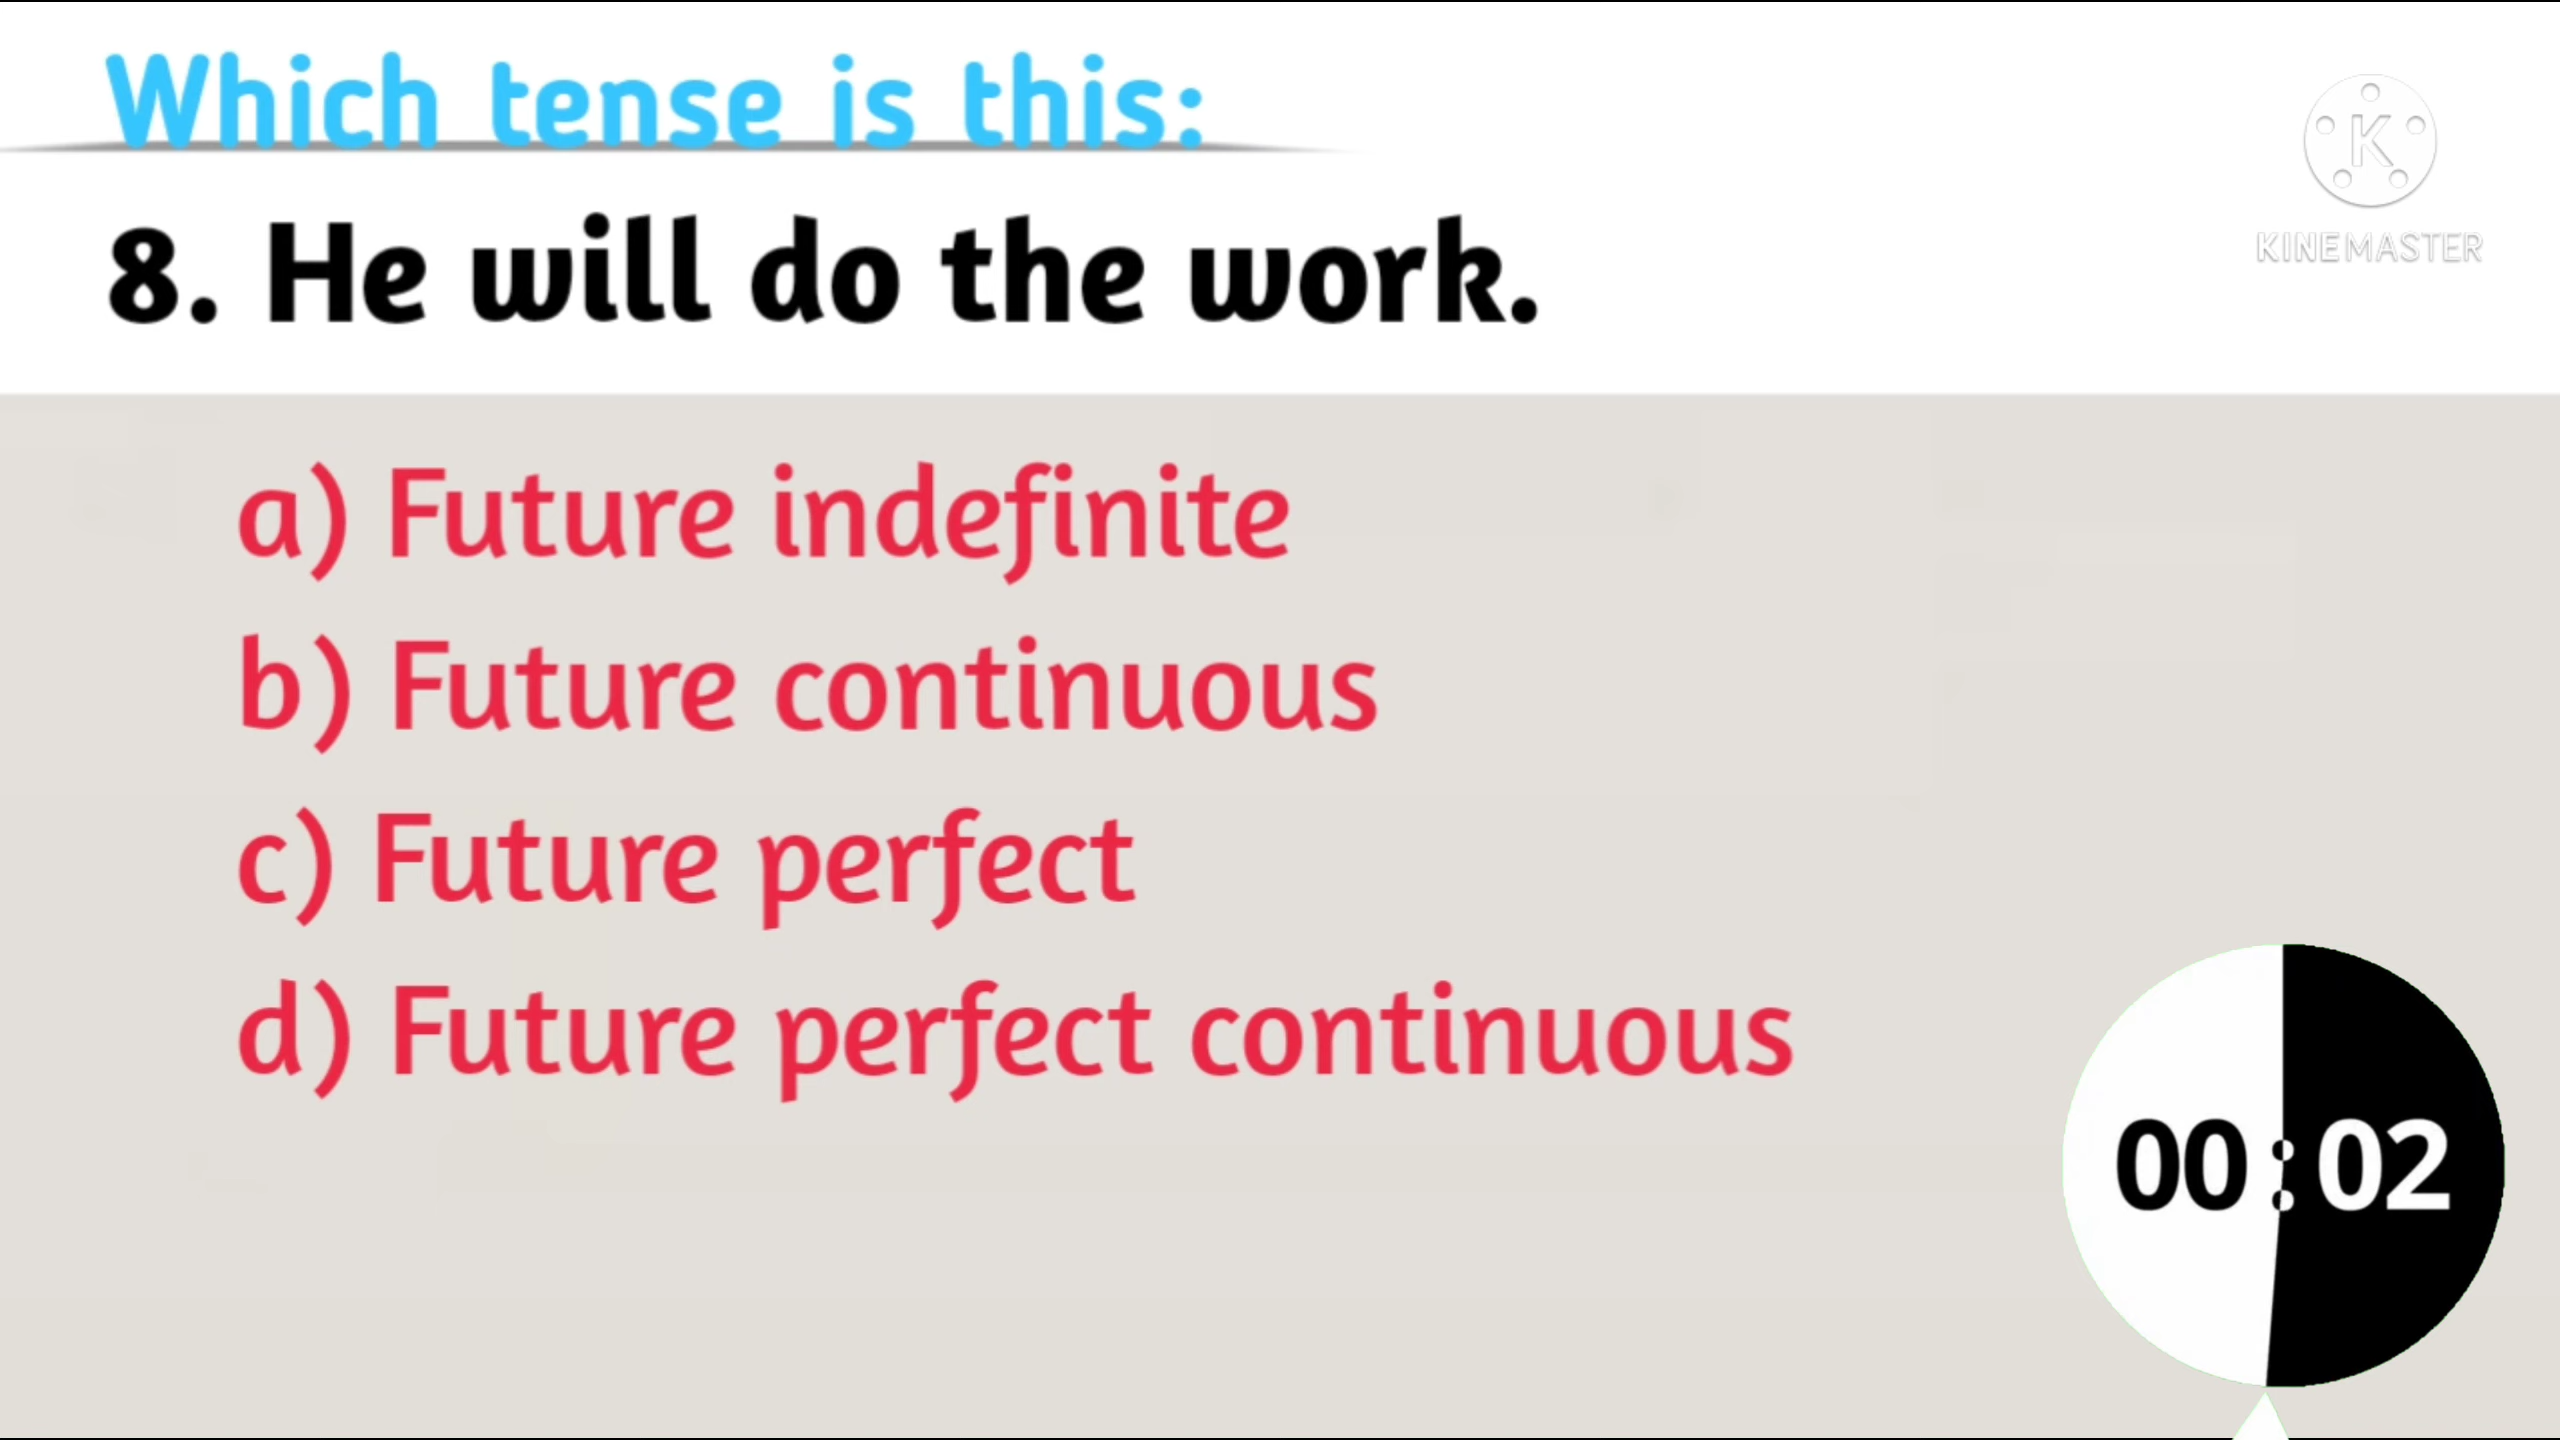 Which tense is this:
K
KINEMASTER
8. He will do the work.
a) Future indefinite
b) Future continuous
c) Future perfect
d) Future perfect continuous
00:02